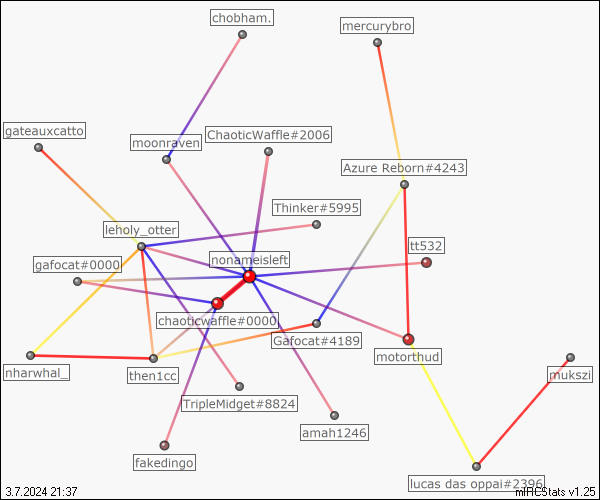 chobham.
mercurybro
gateauxcatto
moonraven
ChaoticWaffle#2006
Azure Reborn#4243
Thinker#5995
leholy_otter
tt532
nonameisleft
gafocat#0000
chaoticwaffle#0000
Gafocat#4189
motorthud
nharwhal_
then1cc
mukszi
TripleMidget#8824
amah1246
fakedingo
lucas das oppai#2396
3.7.2024 21:37
mIRCStats v1.25